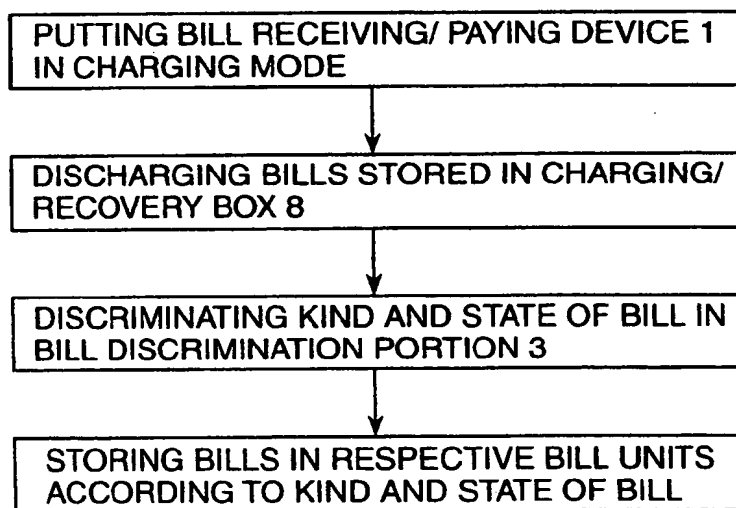 PUTTING BILL RECEIVING/ PAYING DEVICE 1
IN CHARGING MODE
DISCHARGING BILLS STORED IN CHARGING/
RECOVERY BOX 8
DISCRIMINATING KIND AND STATE OF BILL IN
BILL DISCRIMINATION PORTION 3
STORING BILLS IN RESPECTIVE BILL UNITS
ACCORDING TO KIND AND STATE OF BILL